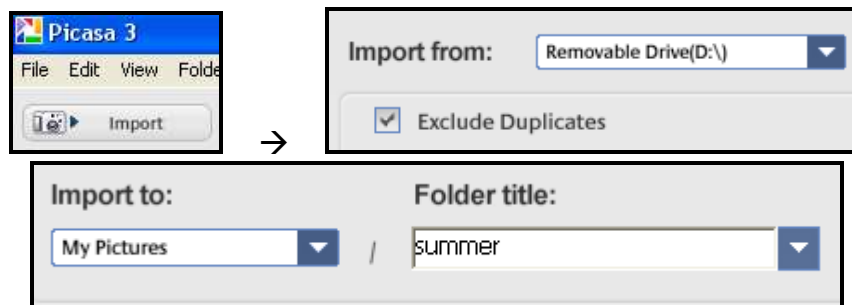 Picasa 3
File Edit View Folde
Import
→
Import from: Removable Drive(D:\)
Exclude Duplicates
Import to: Folder title:
My Pictures / summer